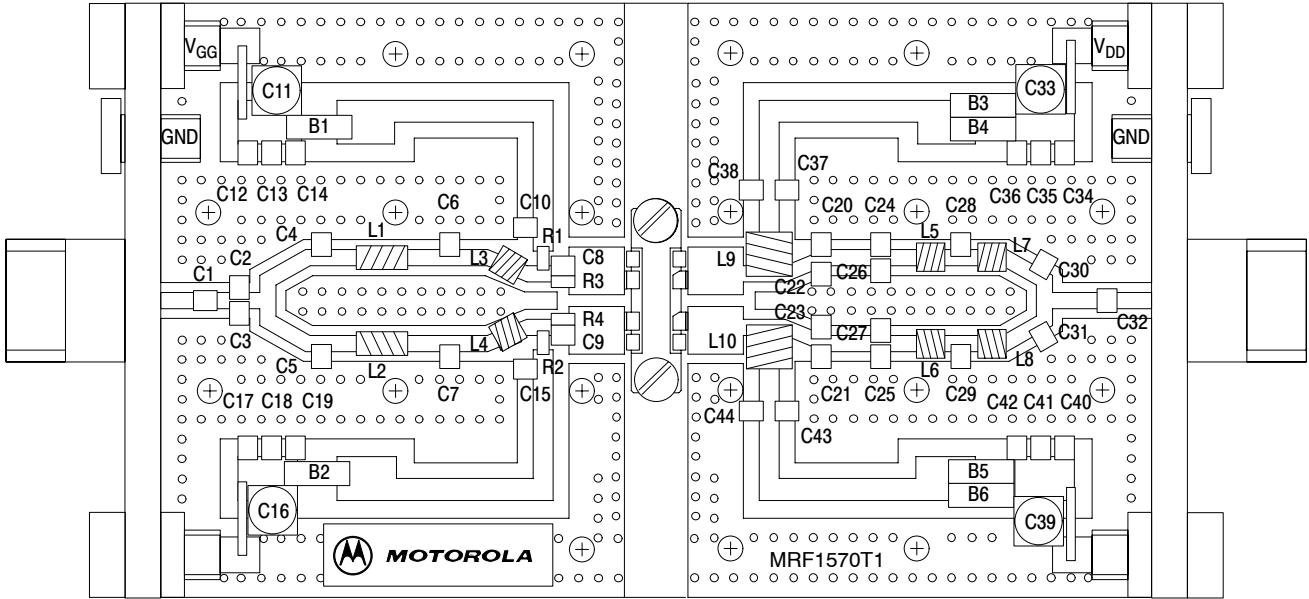 V_GG
V_DD
C11
C33
B1
B3
B4
GND
GND
C12 C13 C14
C6
C10
C38
C37
C20 C24 C28
C36 C35 C34
C4
L1
R1
L5
L7
C2
L3
C8
L9
C26
C30
C1
R3
C22
C3
R4
C23
C32
C31
L4
C9
L10
C27
C5
L2
R2
L6
L8
C7
C15
C21 C25 C29
C17 C18 C19
C42 C41 C40
C44
C43
B2
B5
B6
C16
C39
MOTOROLA
MRF1570T1